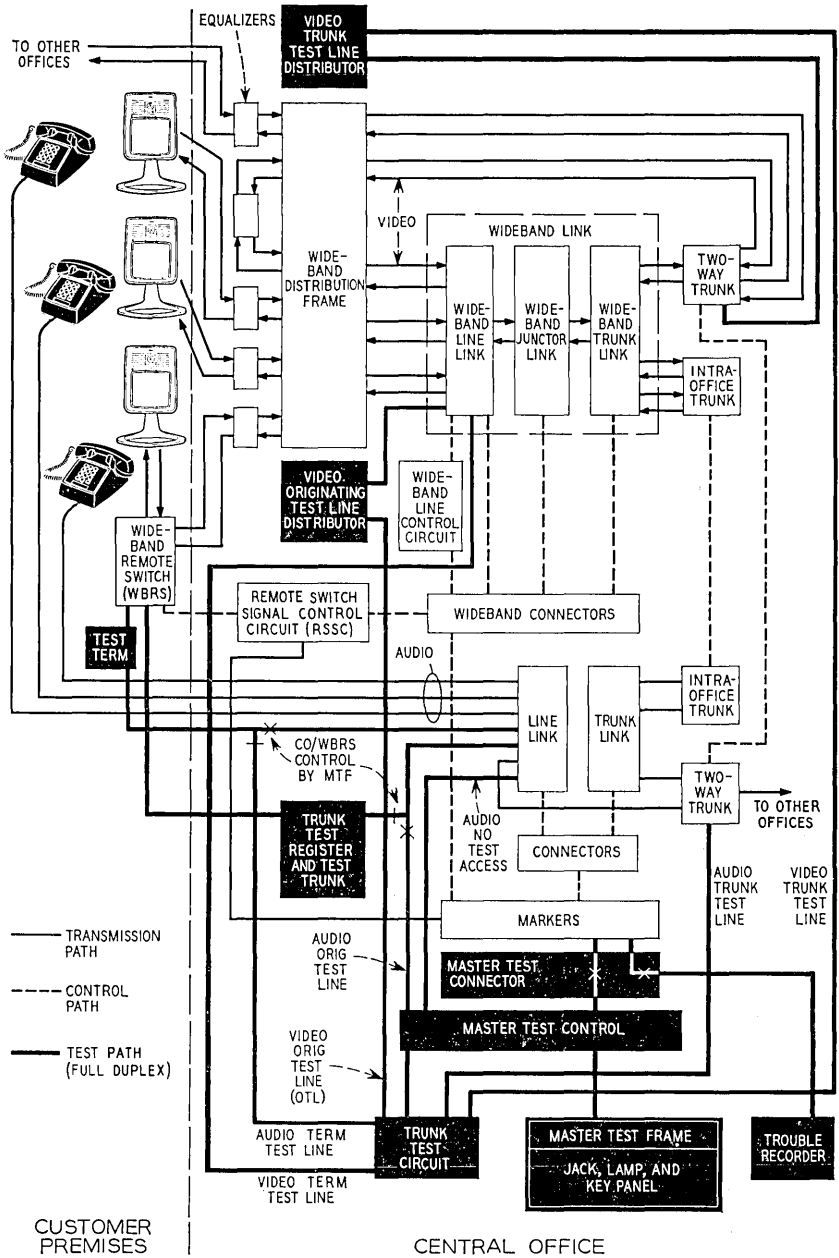 EQUALIZERS
TO OTHER
OFFICES
VIDEO
TRUNK
TEST LINE
DISTRIBUTOR
WIDE-
BAND
DISTRIBUTION
FRAME
VIDEO
WIDEBAND LINK
WIDE-
BAND
LINE
LINK
WIDE-
BAND
JUNCTOR
LINK
WIDE-
BAND
TRUNK
LINK
TWO-
WAY
TRUNK
INTRA-
OFFICE
TRUNK
VIDEO
ORIGINATING
TEST LINE
DISTRIBUTOR
WIDE-
BAND
LINE
CONTROL
CIRCUIT
WIDE-
BAND
REMOTE
SWITCH
(WBRS)
REMOTE SWITCH
SIGNAL CONTROL
CIRCUIT (RSSC)
WIDEBAND CONNECTORS
TEST
TERM
AUDIO
LINE
LINK
TRUNK
LINK
INTRA-
OFFICE
TRUNK
CO/WBRS
CONTROL
BY MTF
TWO-
WAY
TRUNK
TO OTHER
OFFICES
TRUNK
TEST
REGISTER
AND TEST
TRUNK
AUDIO
NO
TEST
ACCESS
CONNECTORS
AUDIO
TRUNK
TEST
LINE
VIDEO
TRUNK
TEST
LINE
MARKERS
TRANSMISSION
PATH
CONTROL
PATH
TEST PATH
(FULL DUPLEX)
AUDIO
ORIG
TEST
LINE
MASTER TEST
CONNECTOR
MASTER TEST CONTROL
VIDEO
ORIG
TEST
LINE
(OTL)
AUDIO TERM
TEST LINE
TRUNK
TEST
CIRCUIT
VIDEO TERM
TEST LINE
MASTER TEST FRAME
JACK, LAMP, AND
KEY PANEL
TROUBLE
RECORDER
CUSTOMER
PREMISES
CENTRAL OFFICE